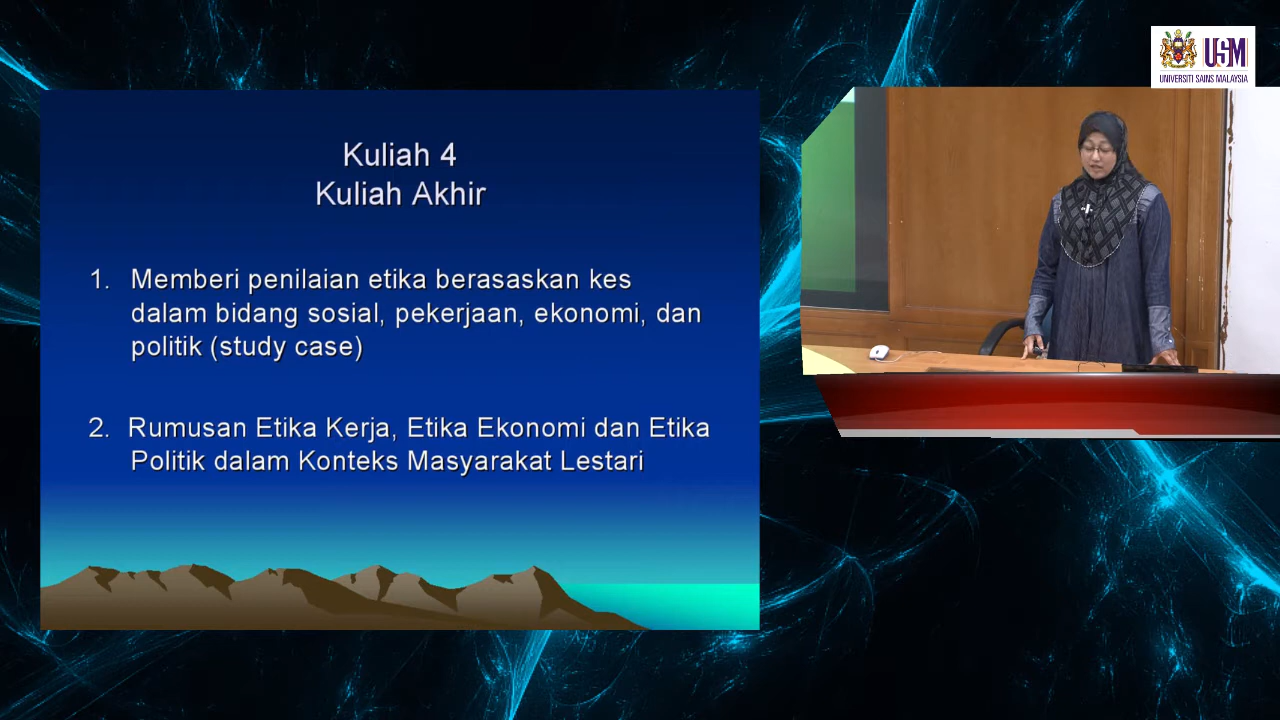 USM
UNIVERSITI SAINS MALAYSIA
Kuliah 4
Kuliah Akhir
1. Memberi penilaian etika berasaskan kes
dalam bidang sosial, pekerjaan, ekonomi, dan
politik (study case)
2. Rumusan Etika Kerja, Etika Ekonomi dan Etika
Politik dalam Konteks Masyarakat Lestari